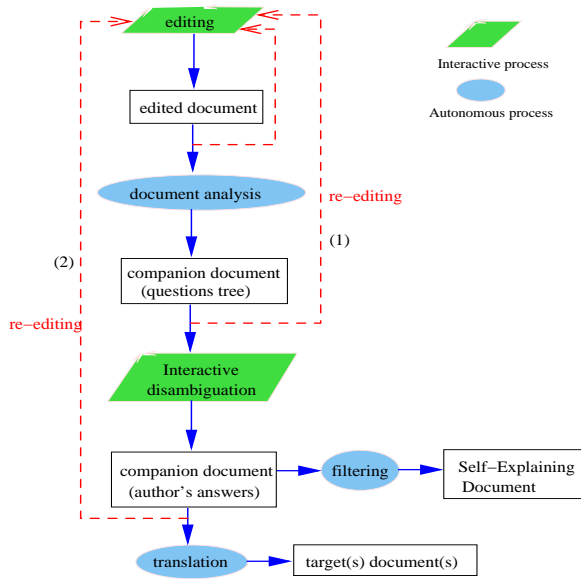 editing
Interactive process
edited document
Autonomous process
document analysis
re−editing
(1)
(2)
companion document
(questions tree)
re−editing
Interactive
disambiguation
companion document
(author's answers)
filtering
Self−Explaining
Document
translation
target(s) document(s)